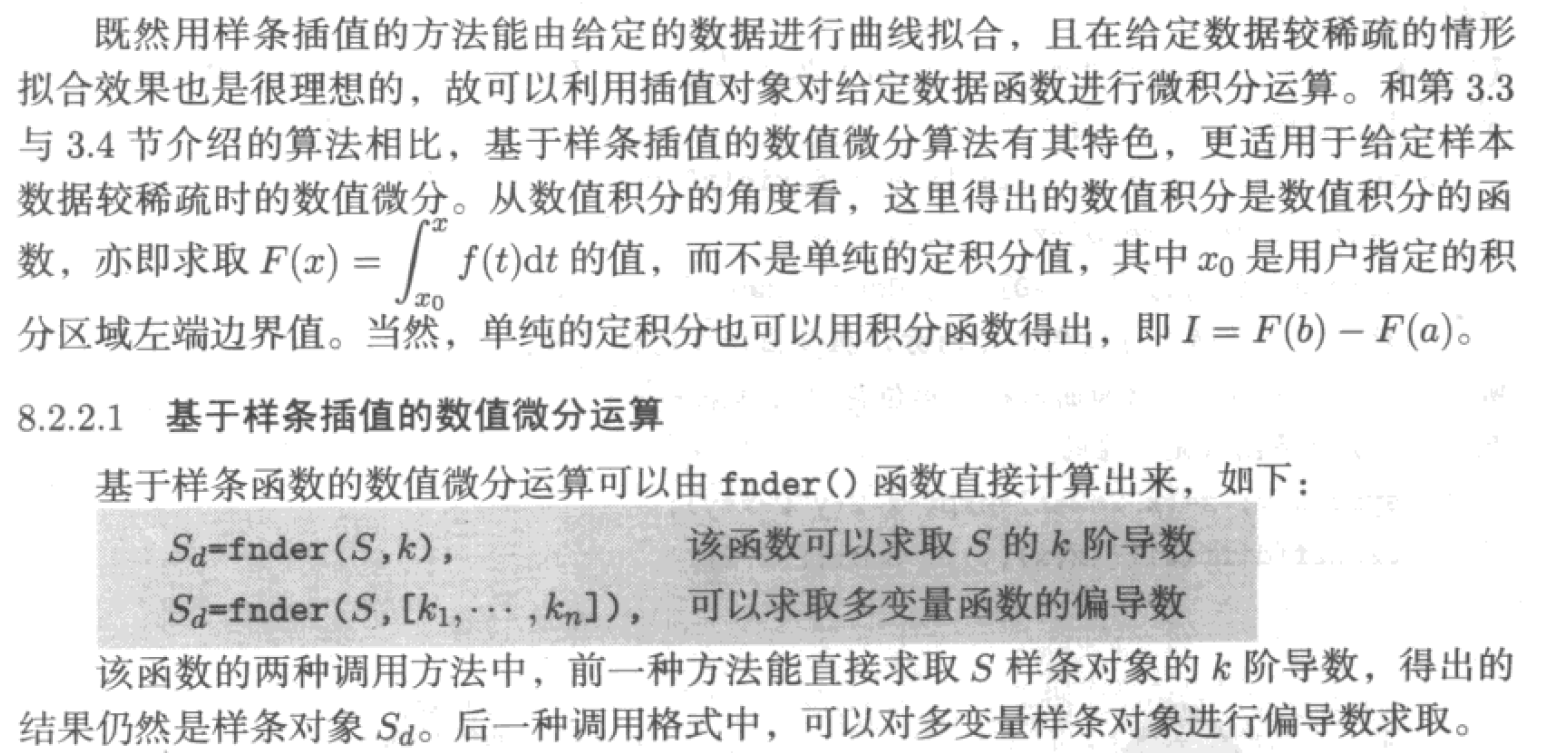 既然用样条插值的方法能由给定的数据进行曲线拟合，且在给定数据较稀疏的情形
拟合效果也是很理想的，故可以利用插值对象对给定数据函数进行微积分运算。和第 3.3
与 3.4 节介绍的算法相比，基于样条插值的数值微分算法有其特色，更适用于给定样本
数据较稀疏时的数值微分。从数值积分的角度看，这里得出的数值积分是数值积分的函
数，亦即求取 F(x) = ∫_{x₀}^{x} f(t)dt 的值，而不是单纯的定积分值，其中 x₀ 是用户指定的积
分区域左端边界值。当然，单纯的定积分也可以用积分函数得出，即 I = F(b) − F(a)。
8.2.2.1 基于样条插值的数值微分运算
基于样条函数的数值微分运算可以由 fnder() 函数直接计算出来，如下：
S_d=fnder(S,k), 该函数可以求取 S 的 k 阶导数
S_d=fnder(S,[k₁,⋯,kₙ]), 可以求取多变量函数的偏导数
该函数的两种调用方法中，前一种方法能直接求取 S 样条对象的 k 阶导数，得出的
结果仍然是样条对象 S_d。后一种调用格式中，可以对多变量样条对象进行偏导数求取。